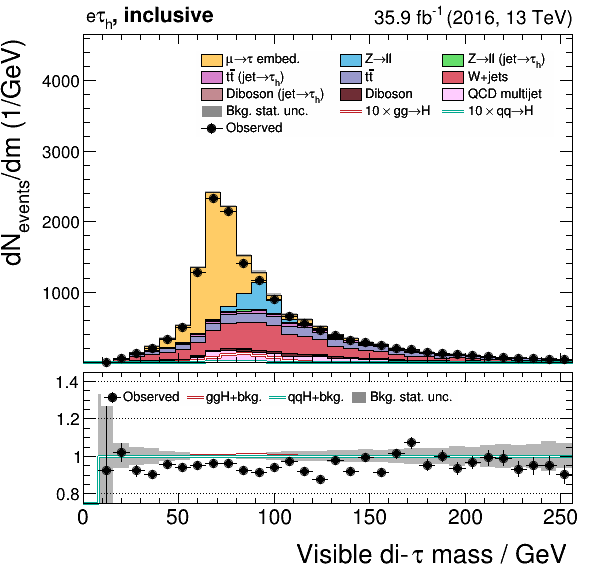 eτh, inclusive 35.9 fb-1 (2016, 13 TeV)
dNevents/dm (1/GeV)
4000
3000
2000
1000
0
μ→τ embed. Z→ll Z→ll (jet→τh)
tt̄ (jet→τh) tt̄ W+jets
Diboson (jet→τh) Diboson QCD multijet
Bkg. stat. unc. 10 × gg→H 10 × qq→H
Observed
1.4
1.2
1
0.8
Observed ggH+bkg. qqH+bkg. Bkg. stat. unc.
0 50 100 150 200 250
Visible di-τ mass / GeV